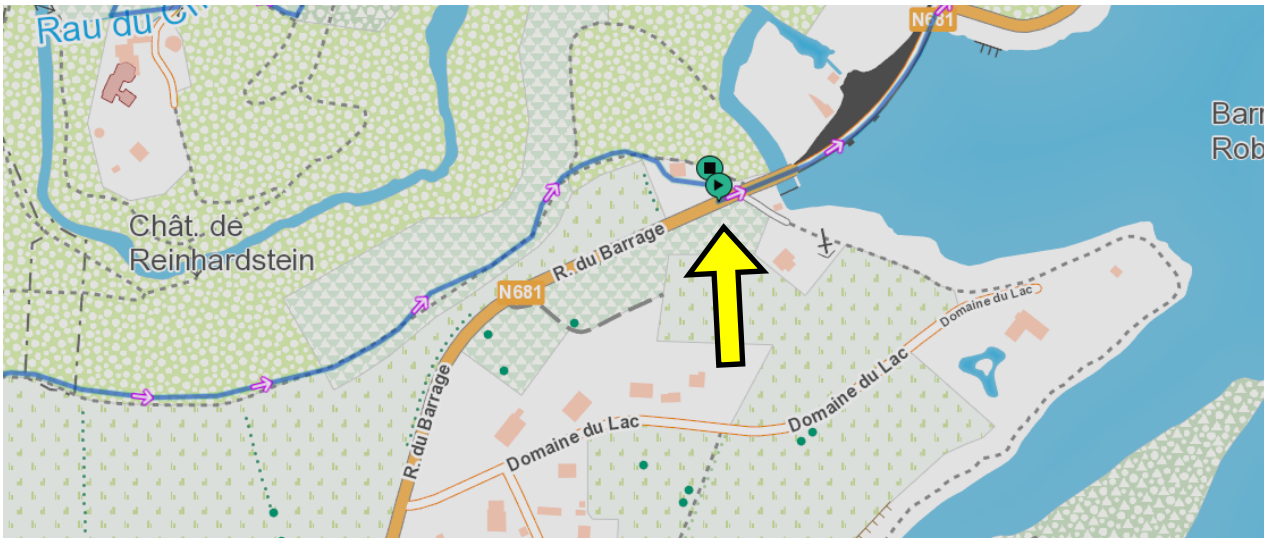 Rau du
N681
Barr
Rob
Chât. de
Reinhardstein
R. du Barrage
N681
Domaine du Lac
Domaine du Lac
R. du Barrage
Domaine du Lac